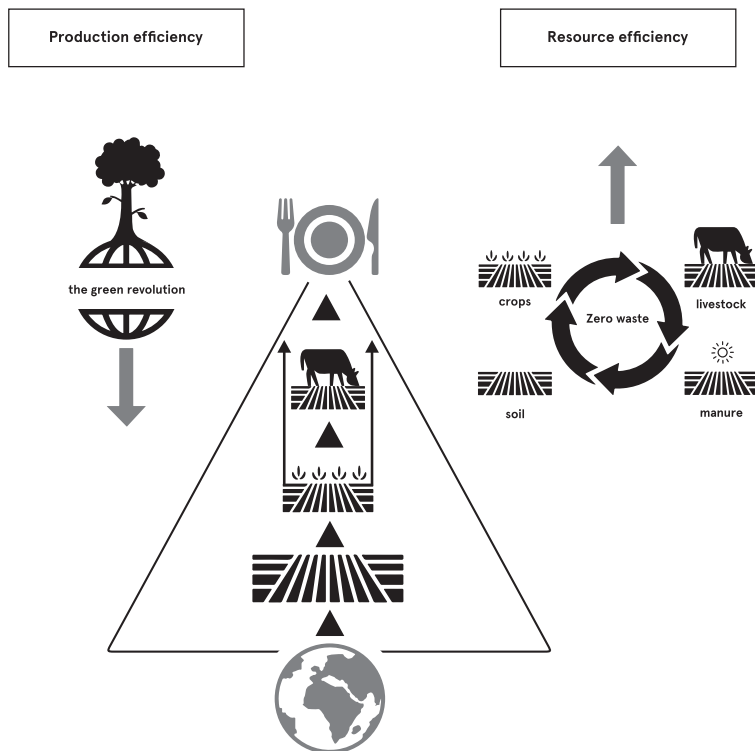 Production efficiency
Resource efficiency
the green revolution
crops
livestock
Zero waste
soil
manure